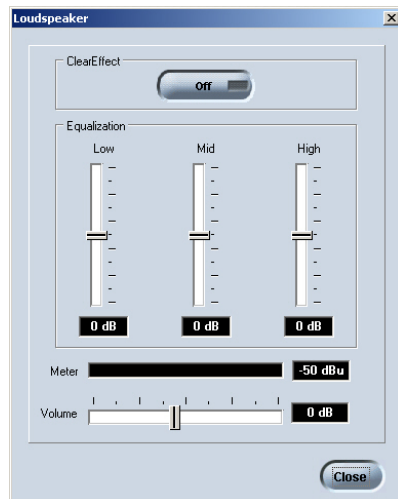 Loudspeaker
ClearEffect
Off
Equalization
Low Mid High
0 dB 0 dB 0 dB
Meter -50 dBu
Volume 0 dB
Close